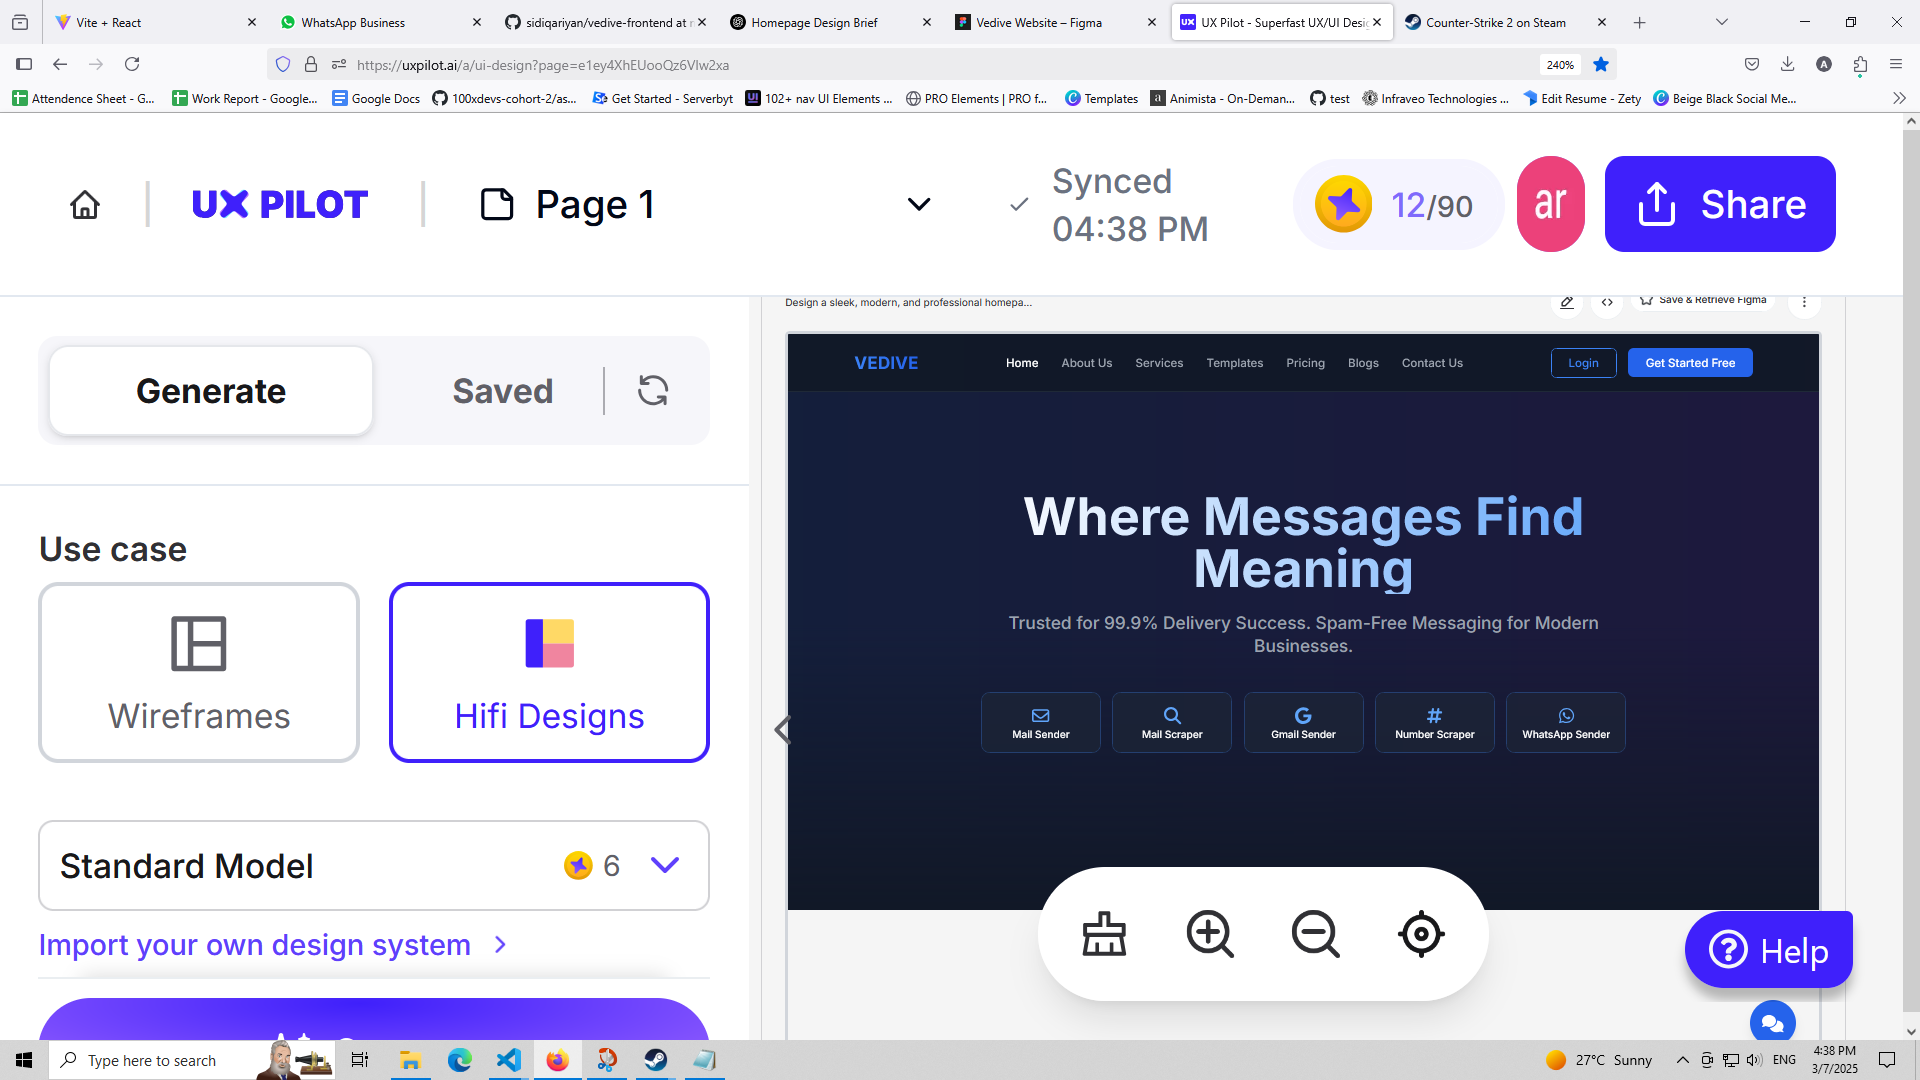 Vite + React
WhatsApp Business
sidiqariyan/vedive-frontend at
Homepage Design Brief
Vedive Website – Figma
UX Pilot - Superfast UX/UI Desi
Counter-Strike 2 on Steam
https://uxpilot.ai/a/ui-design?page=e1ey4XhEUooQz6Vlw2xa
240%
Attendence Sheet - G...
Work Report - Google...
Google Docs
100xdevs-cohort-2/as...
Get Started - Serverbyt
102+ nav UI Elements ...
PRO Elements | PRO f...
Templates
Animista - On-Deman...
test
Infraveo Technologies ...
Edit Resume - Zety
Beige Black Social Me...
UX PILOT
Page 1
Synced
04:38 PM
12/90
ar
Share
Generate
Saved
Use case
Wireframes
Hifi Designs
Standard Model
6
Import your own design system
Design a sleek, modern, and professional homepa...
Save & Retrieve Figma
VEDIVE
Home
About Us
Services
Templates
Pricing
Blogs
Contact Us
Login
Get Started Free
Where Messages Find
Meaning
Trusted for 99.9% Delivery Success. Spam-Free Messaging for Modern
Businesses.
Mail Sender
Mail Scraper
Gmail Sender
Number Scraper
WhatsApp Sender
Help
Type here to search
27°C Sunny
ENG
4:38 PM
3/7/2025